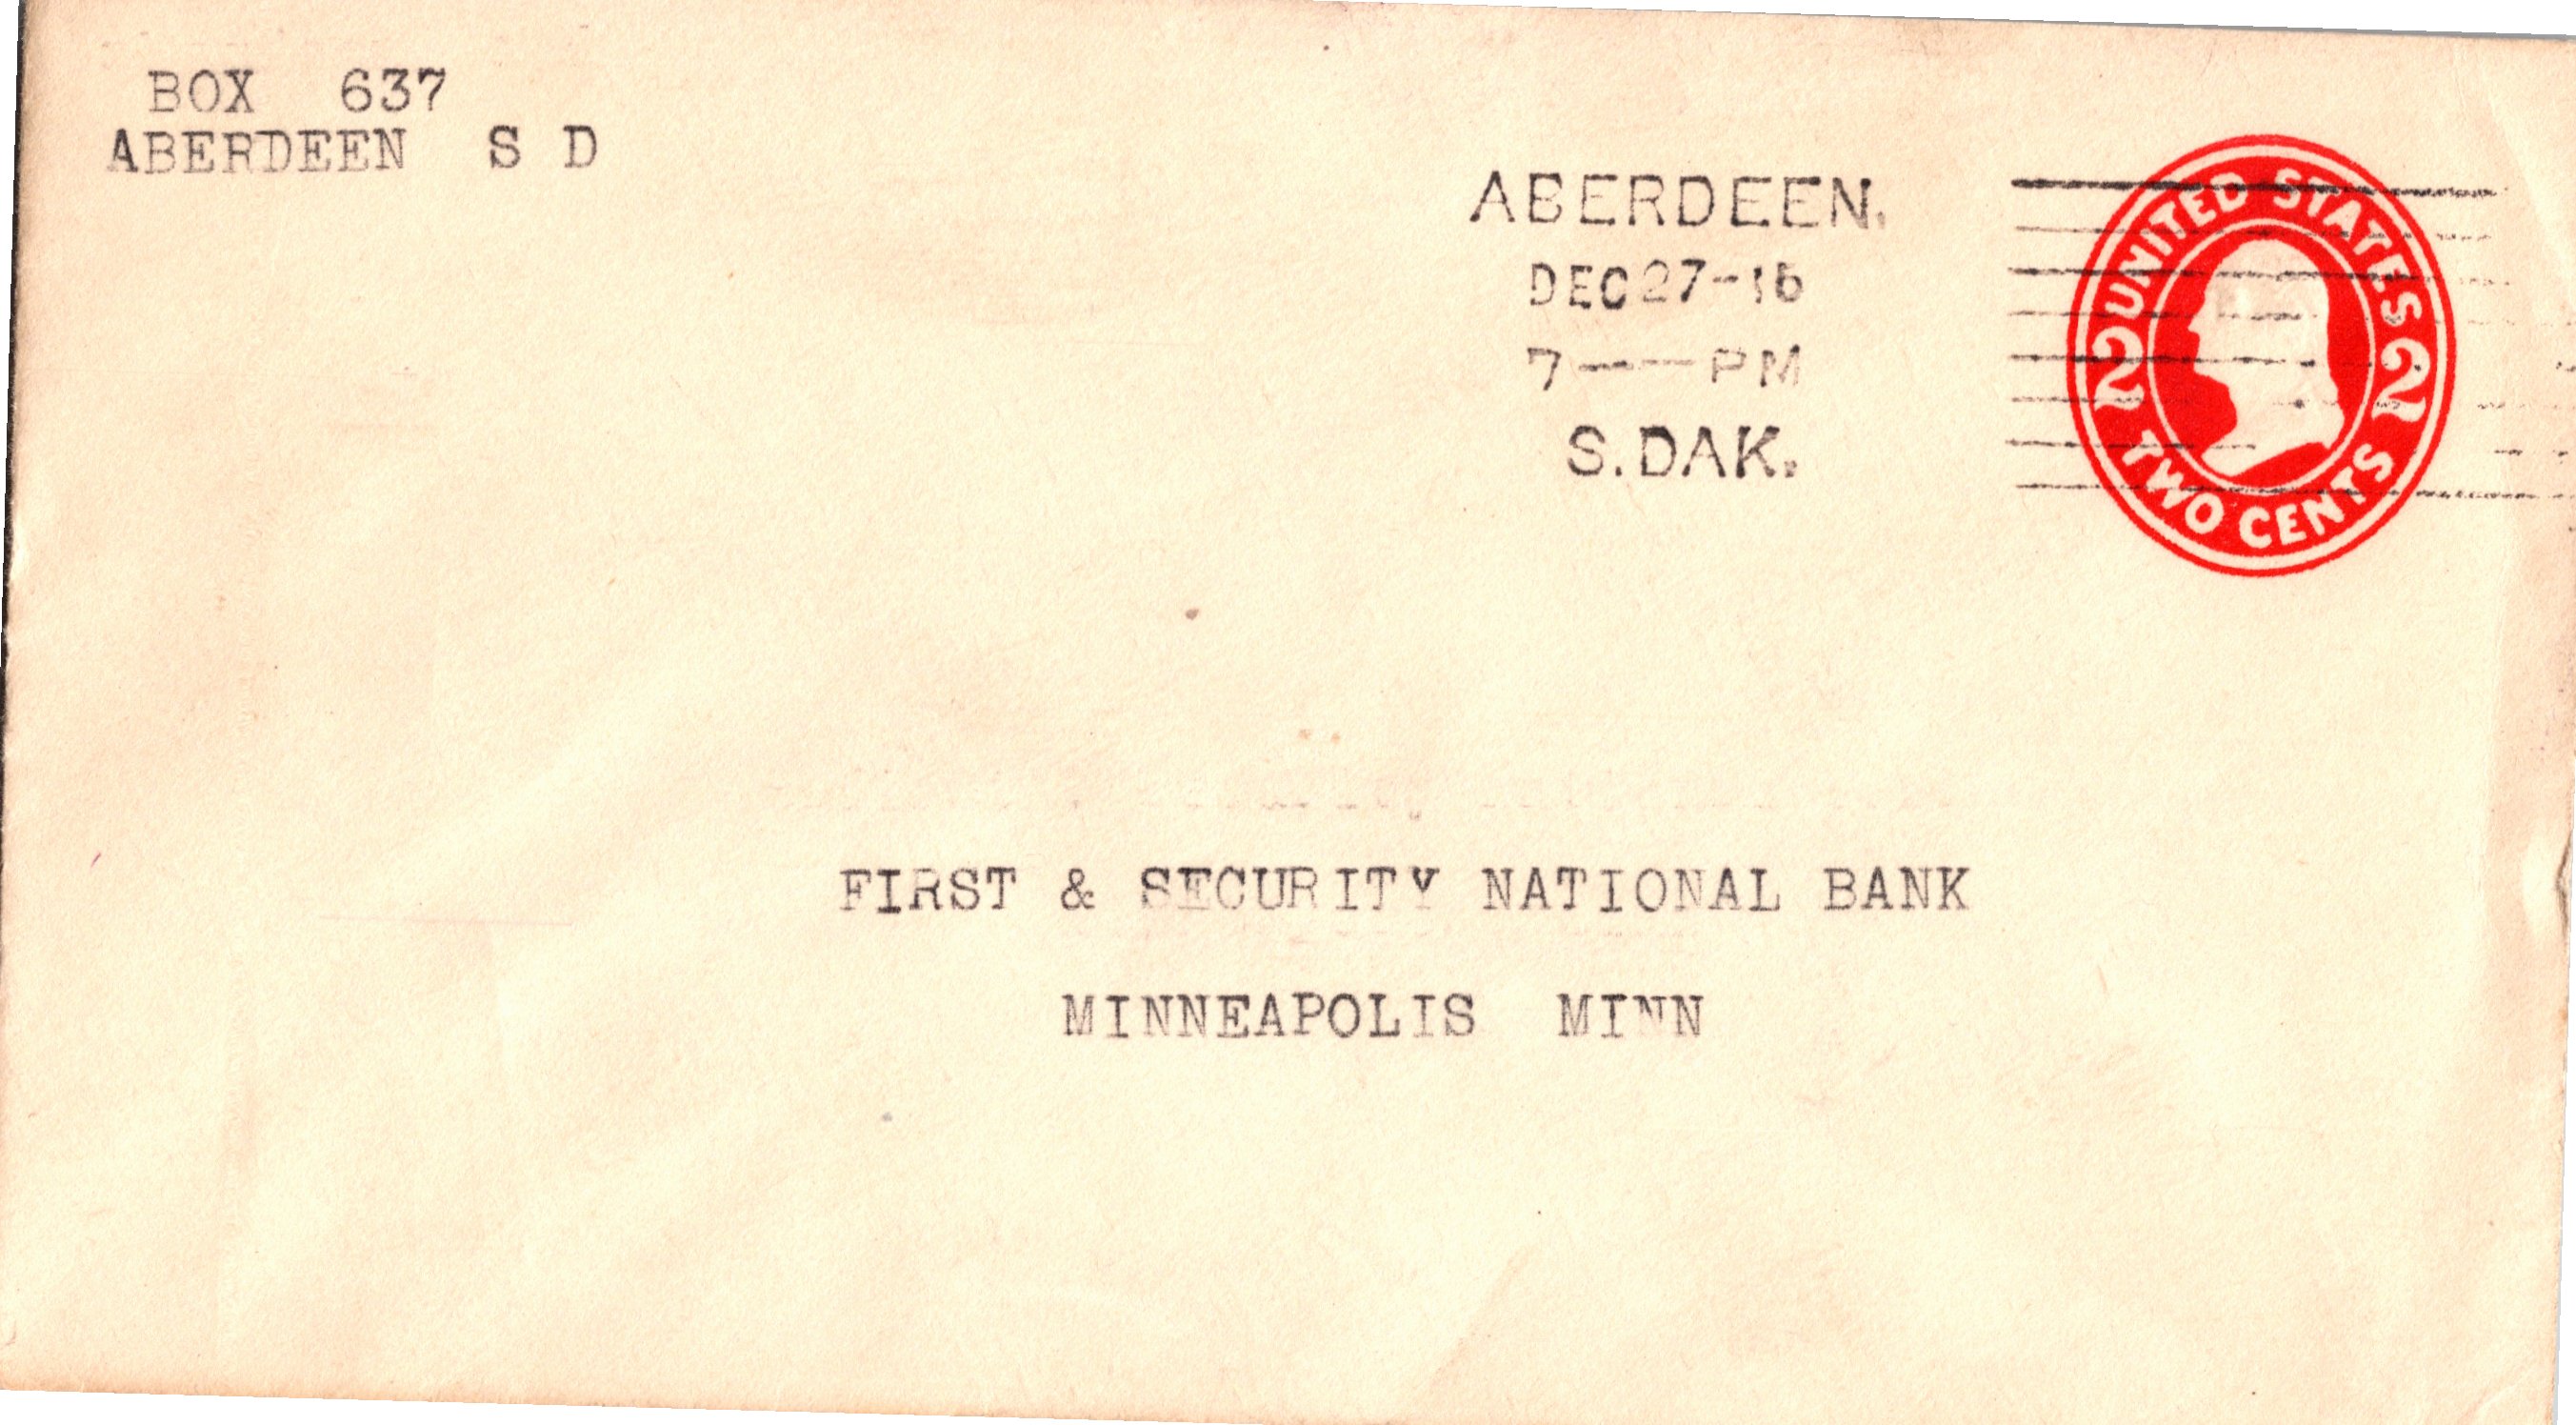 BOX 637
ABERDEEN S D
ABERDEEN.
DEC 27-15
7 — PM
S. DAK.
UNITED STATES
2 2
TWO CENTS
FIRST & SECURITY NATIONAL BANK
MINNEAPOLIS MINN